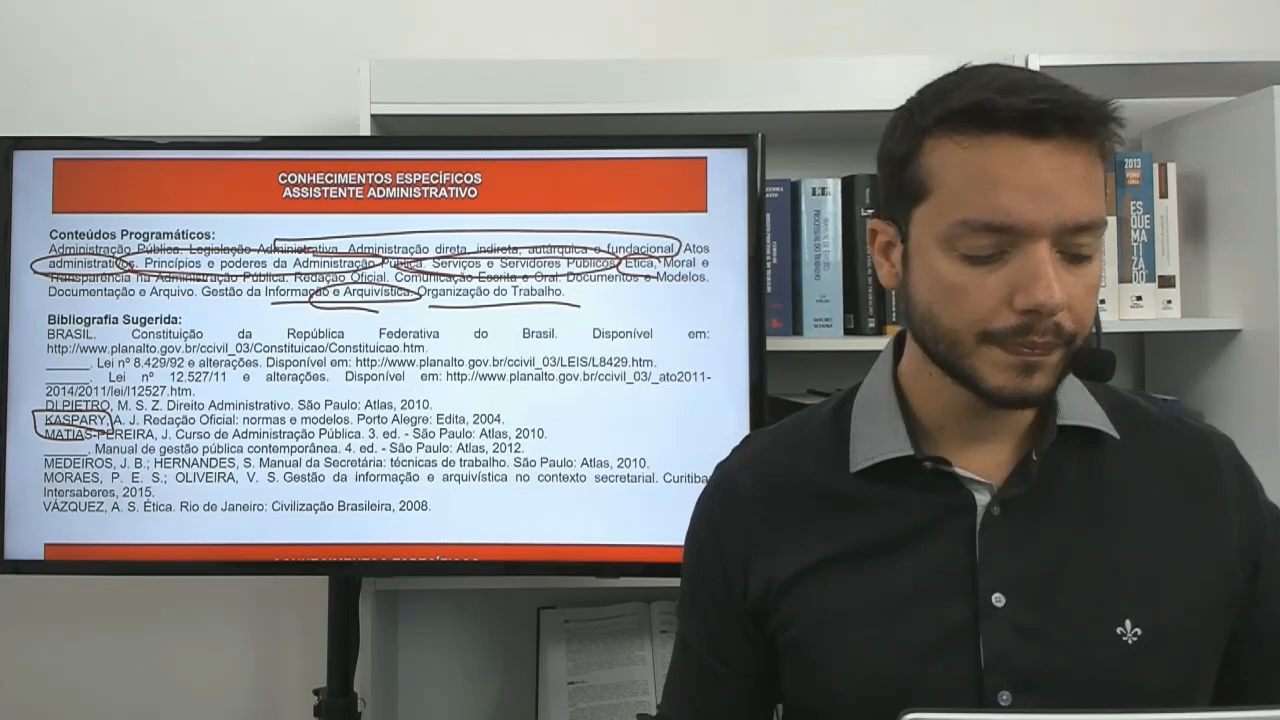 CONHECIMENTOS ESPECÍFICOS
ASSISTENTE ADMINISTRATIVO
Conteúdos Programáticos:
Administração Pública. Legislação Administrativa. Administração direta, indireta, autárquica e fundacional. Atos
administrativos. Princípios e poderes da Administração Pública. Serviços e Servidores Públicos. Ética, Moral e
Transparência na Administração Pública. Redação Oficial. Comunicação Escrita e Oral. Documentos e Modelos.
Documentação e Arquivo. Gestão da Informação e Arquivística. Organização do Trabalho.
Bibliografia Sugerida:
BRASIL. Constituição da República Federativa do Brasil. Disponível em:
http://www.planalto.gov.br/ccivil_03/Constituicao/Constituicao.htm.
______. Lei nº 8.429/92 e alterações. Disponível em: http://www.planalto.gov.br/ccivil_03/LEIS/L8429.htm.
______. Lei nº 12.527/11 e alterações. Disponível em: http://www.planalto.gov.br/ccivil_03/_ato2011-
2014/2011/lei/l12527.htm.
DI PIETRO, M. S. Z. Direito Administrativo. São Paulo: Atlas, 2010.
KASPARY, A. J. Redação Oficial: normas e modelos. Porto Alegre: Edita, 2004.
MATIAS-PEREIRA, J. Curso de Administração Pública. 3. ed. - São Paulo: Atlas, 2010.
______. Manual de gestão pública contemporânea. 4. ed. - São Paulo: Atlas, 2012.
MEDEIROS, J. B.; HERNANDES, S. Manual da Secretária: técnicas de trabalho. São Paulo: Atlas, 2010.
MORAES, P. E. S.; OLIVEIRA, V. S. Gestão da informação e arquivística no contexto secretarial. Curitiba
Intersaberes, 2015.
VÁZQUEZ, A. S. Ética. Rio de Janeiro: Civilização Brasileira, 2008.
LTr
2013
ES
QUE
MA
TI
ZA
DO